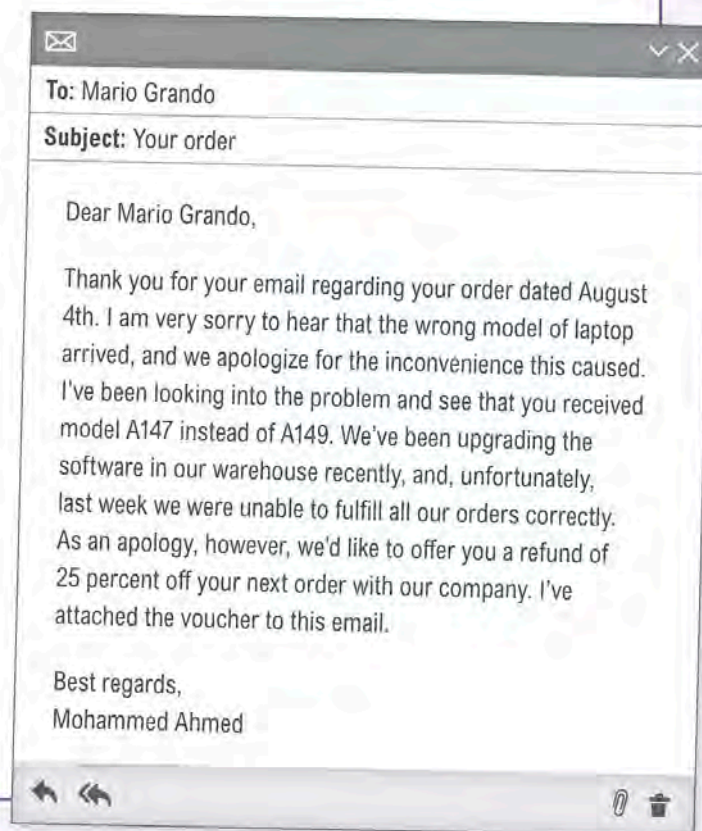 To: Mario Grando
Subject: Your order
Dear Mario Grando,
Thank you for your email regarding your order dated August
4th. I am very sorry to hear that the wrong model of laptop
arrived, and we apologize for the inconvenience this caused.
I've been looking into the problem and see that you received
model A147 instead of A149. We've been upgrading the
software in our warehouse recently, and, unfortunately,
last week we were unable to fulfill all our orders correctly.
As an apology, however, we'd like to offer you a refund of
25 percent off your next order with our company. I've
attached the voucher to this email.
Best regards,
Mohammed Ahmed